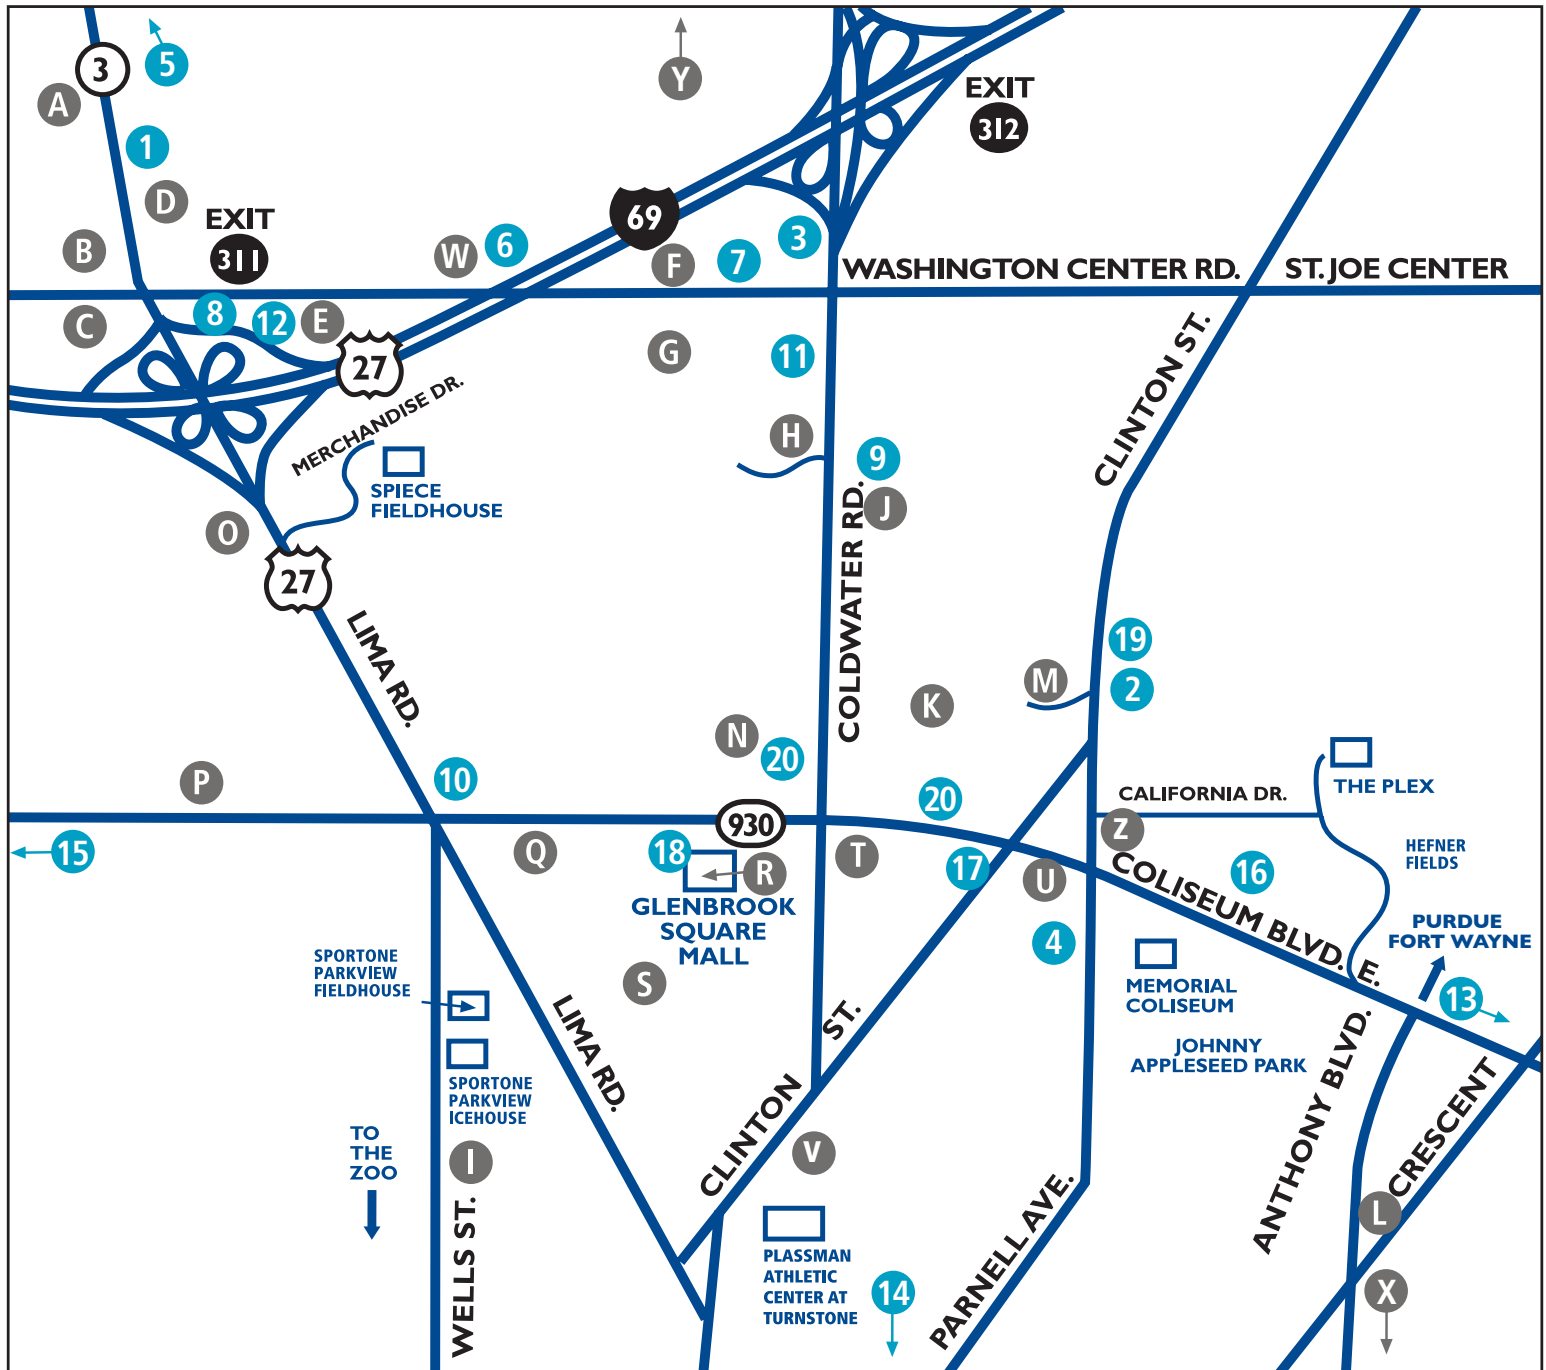 3
5
A
Y
EXIT
312
1
D
B
EXIT
311
W
6
69
F
7
3
WASHINGTON CENTER RD.
ST. JOE CENTER
C
8
12
E
27
G
11
MERCHANDISE DR.
CLINTON ST.
H
9
SPIECE
FIELDHOUSE
J
O
27
LIMA RD.
COLDWATER RD.
19
M
2
K
N
20
P
10
THE PLEX
CALIFORNIA DR.
20
930
Z
15
Q
18
R
T
17
U
16
HEFNER
FIELDS
COLISEUM BLVD. E.
GLENBROOK
SQUARE
MALL
PURDUE
FORT WAYNE
4
SPORTONE
PARKVIEW
FIELDHOUSE
S
MEMORIAL
COLISEUM
13
LIMA RD.
CLINTON ST.
JOHNNY
APPLESEED PARK
ANTHONY BLVD.
CRESCENT
SPORTONE
PARKVIEW
ICEHOUSE
TO
THE
ZOO
I
V
L
WELLS ST.
PARNELL AVE.
PLASSMAN
ATHLETIC
CENTER AT
TURNSTONE
14
X